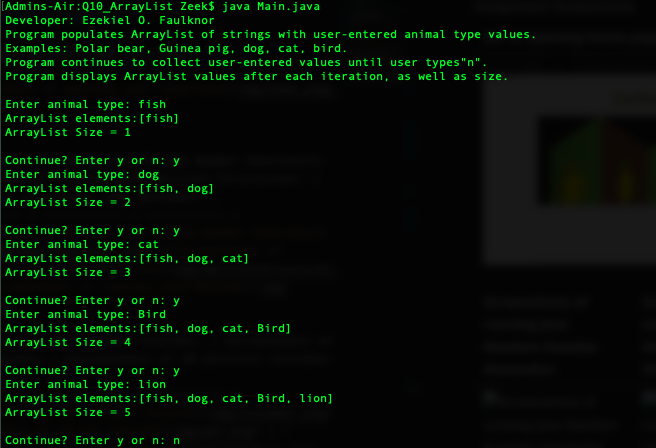 [Admins-Air:Q10_ArrayList Zeek$ java Main.java
Developer: Ezekiel O. Faulknor
Program populates ArrayList of strings with user-entered animal type values.
Examples: Polar bear, Guinea pig, dog, cat, bird.
Program continues to collect user-entered values until user types"n".
Program displays ArrayList values after each iteration, as well as size.
Enter animal type: fish
ArrayList elements:[fish]
ArrayList Size = 1
Continue? Enter y or n: y
Enter animal type: dog
ArrayList elements:[fish, dog]
ArrayList Size = 2
Continue? Enter y or n: y
Enter animal type: cat
ArrayList elements:[fish, dog, cat]
ArrayList Size = 3
Continue? Enter y or n: y
Enter animal type: Bird
ArrayList elements:[fish, dog, cat, Bird]
ArrayList Size = 4
Continue? Enter y or n: y
Enter animal type: lion
ArrayList elements:[fish, dog, cat, Bird, lion]
ArrayList Size = 5
Continue? Enter y or n: n